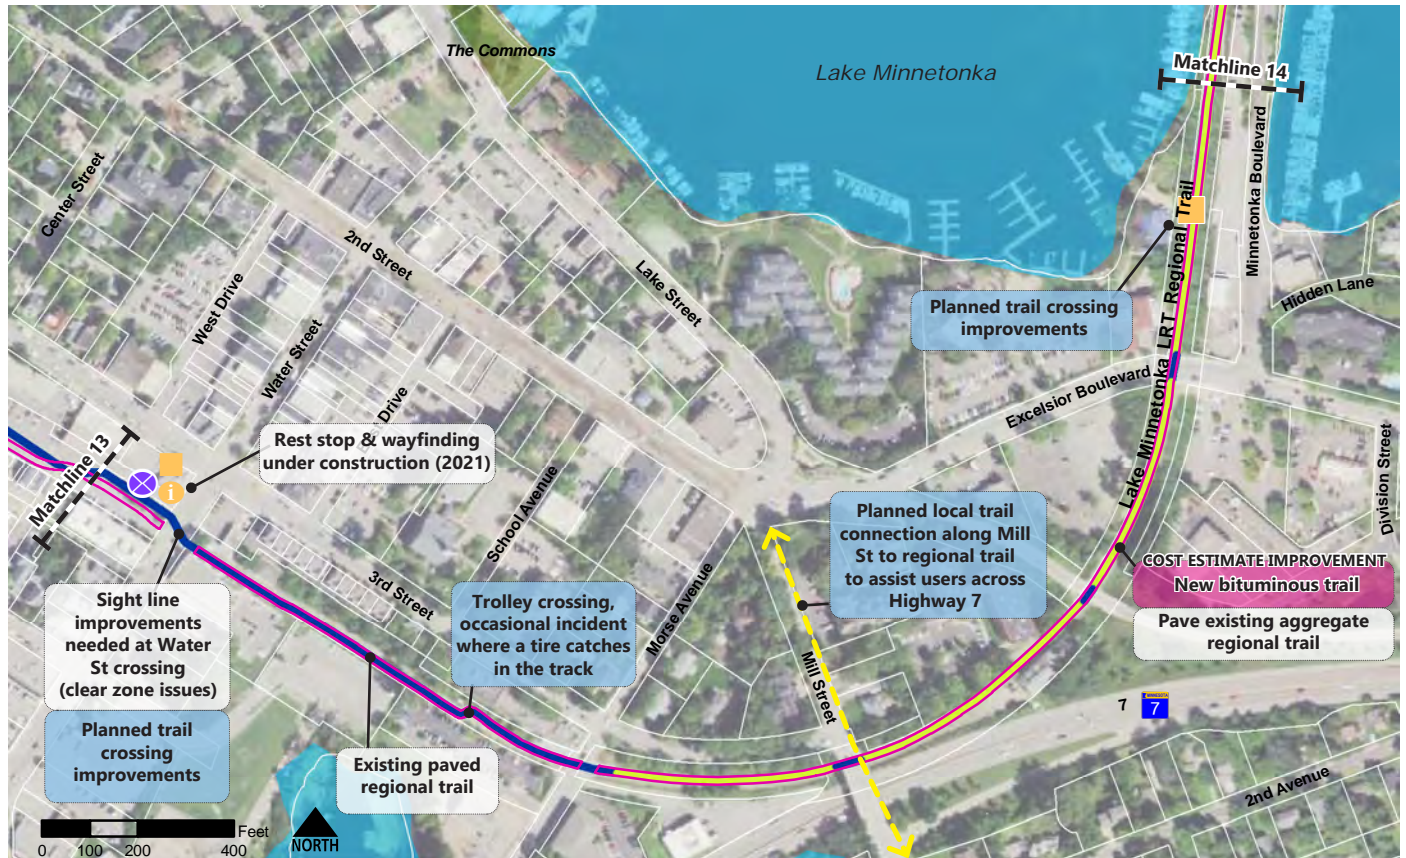 The Commons
Lake Minnetonka
Matchline 14
Minnetonka Boulevard
Center Street
2nd Street
Lake Street
West Drive
Water Street
Drive
Lake Minnetonka LRT Regional Trail
Hidden Lane
Planned trail crossing
improvements
Excelsior Boulevard
Division Street
Matchline 13
i
Rest stop & wayfinding
under construction (2021)
School Avenue
3rd Street
Morse Avenue
Planned local trail
connection along Mill
St to regional trail
to assist users across
Highway 7
Mill Street
COST ESTIMATE IMPROVEMENT
New bituminous trail
Pave existing aggregate
regional trail
Sight line
improvements
needed at Water
St crossing
(clear zone issues)
Planned trail
crossing
improvements
Trolley crossing,
occasional incident
where a tire catches
in the track
Existing paved
regional trail
7
MINNESOTA
7
2nd Avenue
Feet
0 100 200 400
NORTH